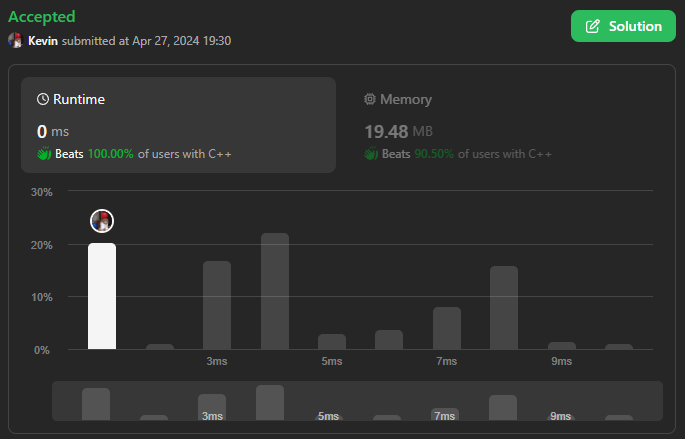 Accepted
Kevin submitted at Apr 27, 2024 19:30
Solution
Runtime
0 ms
Beats 100.00% of users with C++
Memory
19.48 MB
Beats 90.50% of users with C++
30%
20%
10%
0%
3ms 5ms 7ms 9ms
3ms 5ms 7ms 9ms